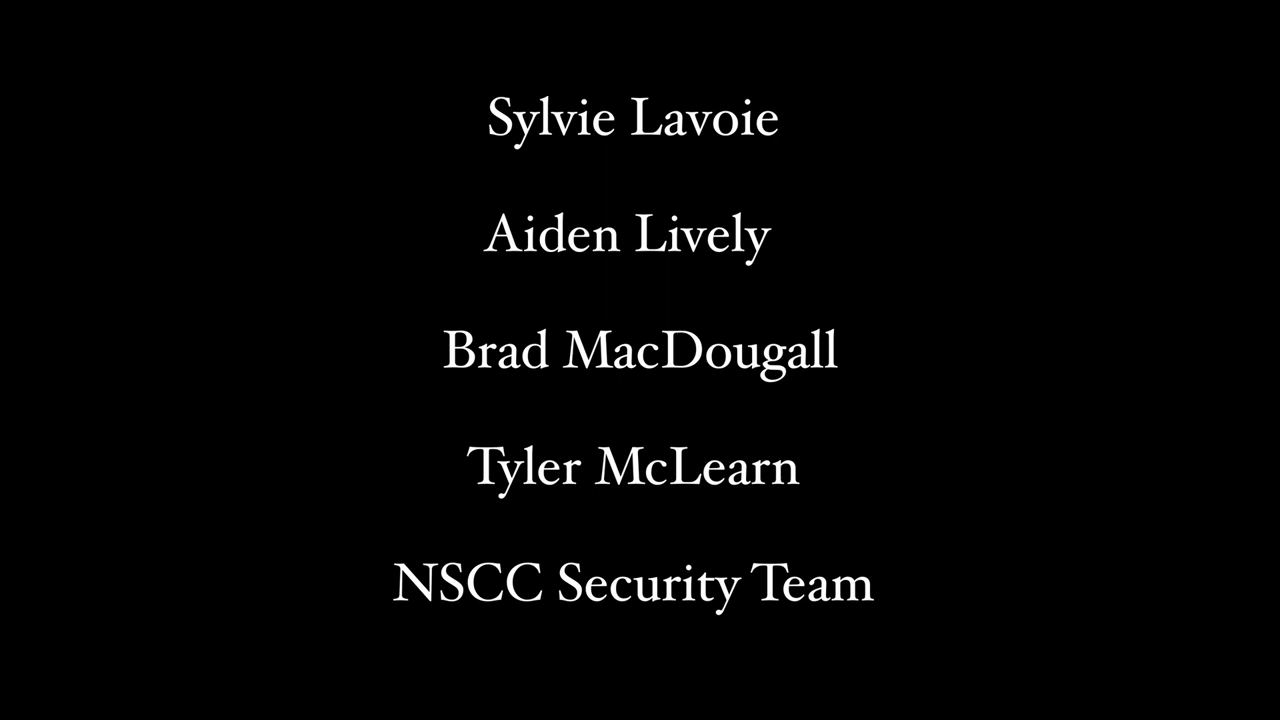 Sylvie Lavoie
Aiden Lively
Brad MacDougall
Tyler McLearn
NSCC Security Team